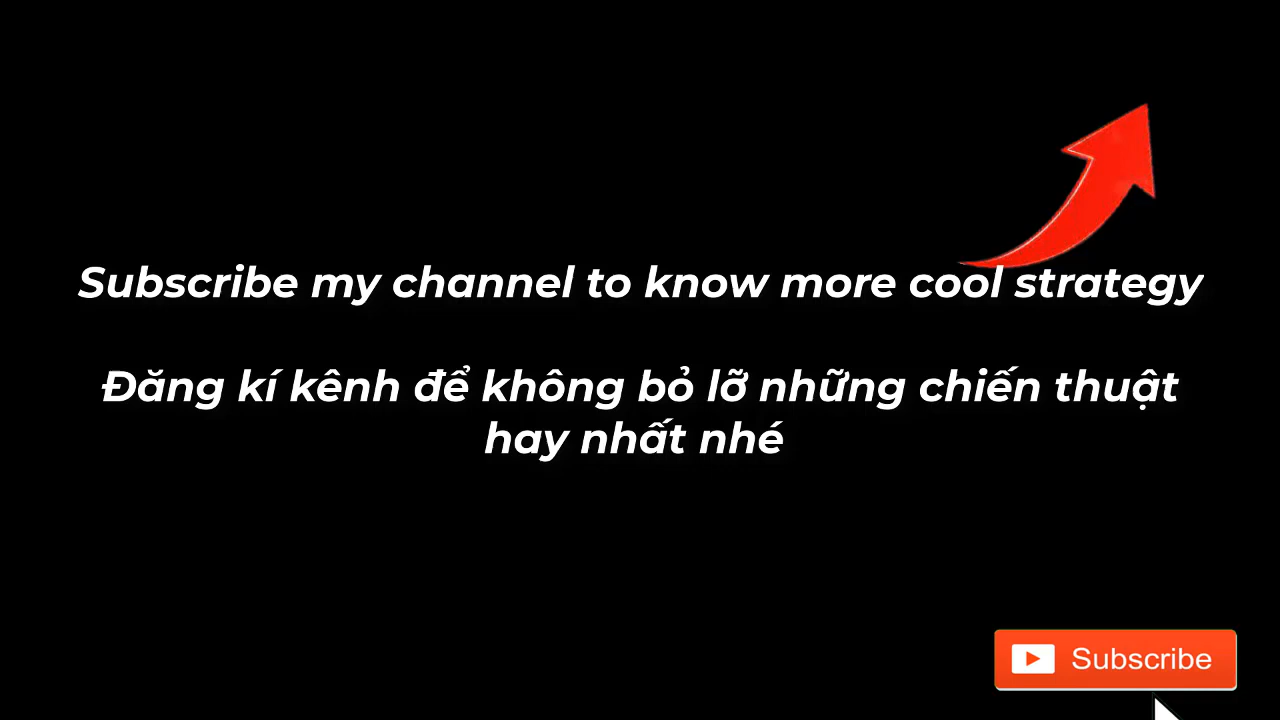 Subscribe my channel to know more cool strategy
Đăng kí kênh để không bỏ lỡ những chiến thuật
hay nhất nhé
Subscribe